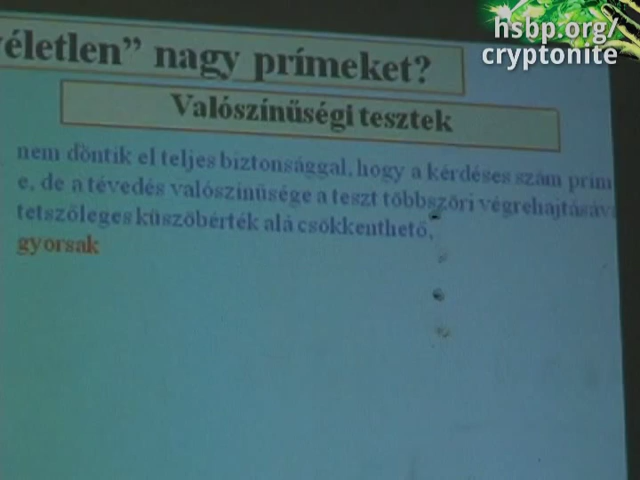 hsbp.org/
cryptonite
véletlen” nagy prímeket?
Valószínűségi tesztek
nem döntik el teljes biztonsággal, hogy a kérdéses szám prím
e, de a tévedés valószínűsége a teszt többszöri végrehajtásáva
tetszőleges küszöbérték alá csökkenthető,
gyorsak